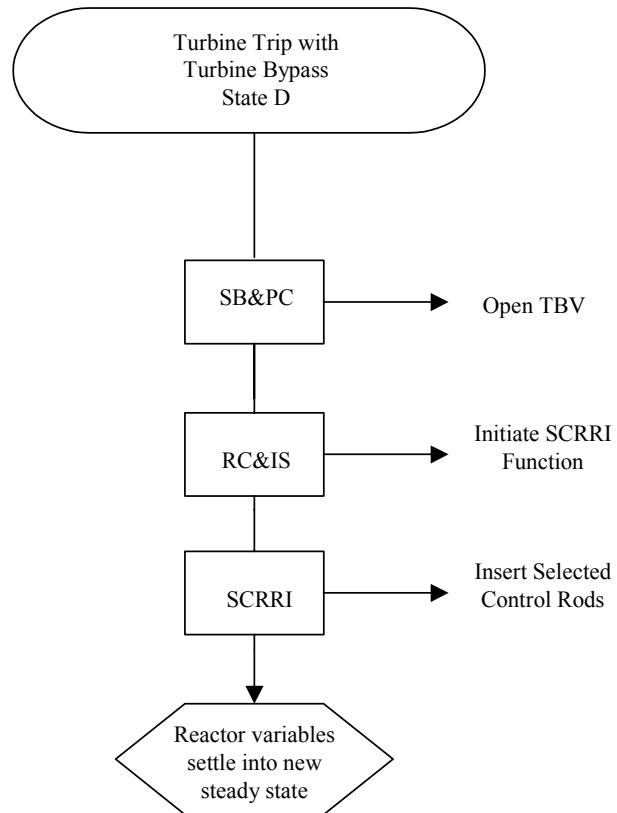 Turbine Trip with
Turbine Bypass
State D
SB&PC
Open TBV
RC&IS
Initiate SCRRI
Function
SCRRI
Insert Selected
Control Rods
Reactor variables
settle into new
steady state